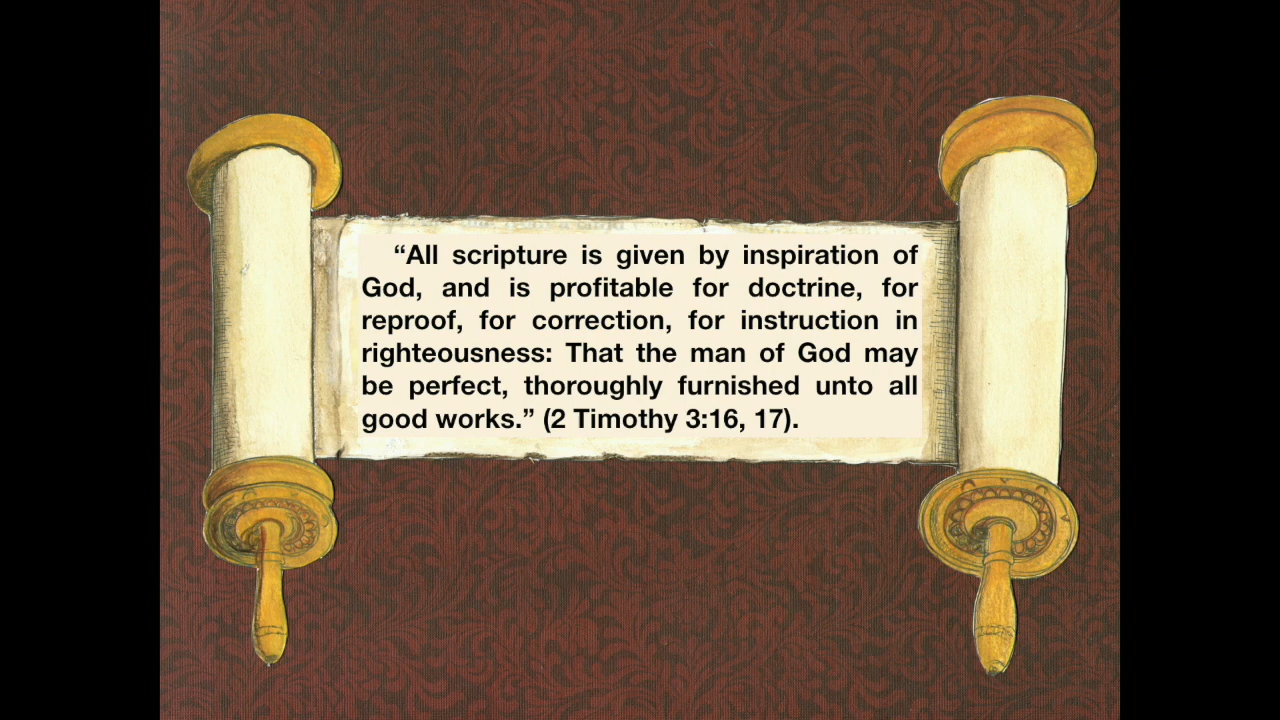 “All scripture is given by inspiration of
God, and is profitable for doctrine, for
reproof, for correction, for instruction in
righteousness: That the man of God may
be perfect, thoroughly furnished unto all
good works.” (2 Timothy 3:16, 17).